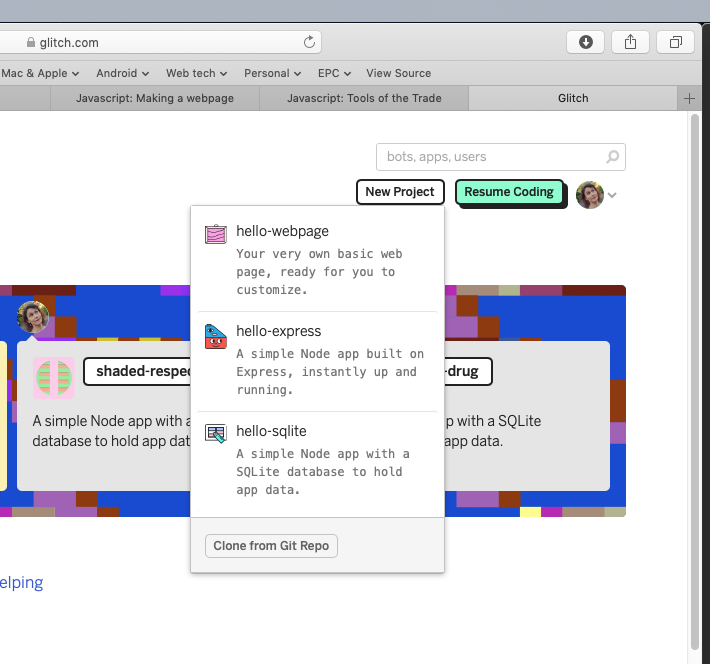 glitch.com
Mac & Apple Android Web tech Personal EPC View Source
Javascript: Making a webpage Javascript: Tools of the Trade Glitch
bots, apps, users
New Project Resume Coding
hello-webpage
Your very own basic web
page, ready for you to
customize.
hello-express
A simple Node app built on
Express, instantly up and
running.
hello-sqlite
A simple Node app with a
SQLite database to hold
app data.
Clone from Git Repo
shaded-respec
A simple Node app with a
database to hold app dat
-drug
p with a SQLite
app data.
elping